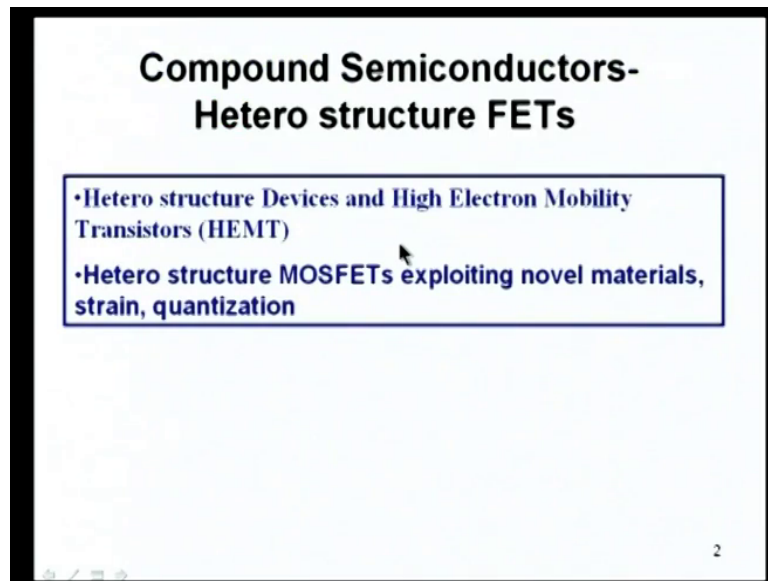 Compound Semiconductors-
Hetero structure FETs
•Hetero structure Devices and High Electron Mobility
Transistors (HEMT)
•Hetero structure MOSFETs exploiting novel materials,
strain, quantization
2